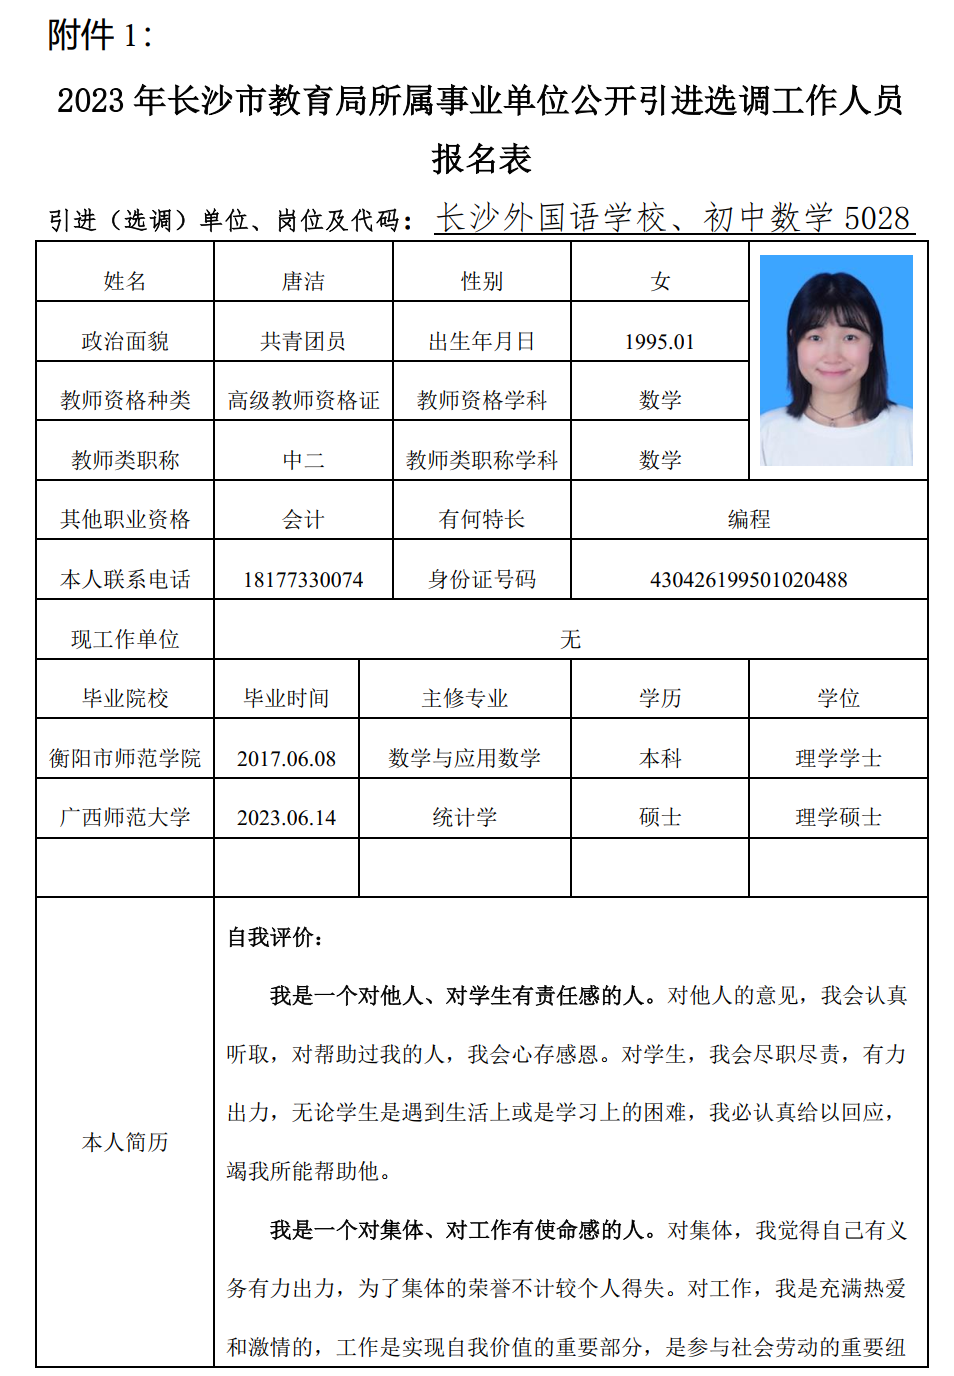 附件 1：
2023 年长沙市教育局所属事业单位公开引进选调工作人员
报名表
引进（选调）单位、岗位及代码： 长沙外国语学校、初中数学 5028
姓名 唐洁 性别 女
政治面貌 共青团员 出生年月日 1995.01
教师资格种类 高级教师资格证 教师资格学科 数学
教师类职称 中二 教师类职称学科 数学
其他职业资格 会计 有何特长 编程
本人联系电话 18177330074 身份证号码 430426199501020488
现工作单位 无
毕业院校 毕业时间 主修专业 学历 学位
衡阳市师范学院 2017.06.08 数学与应用数学 本科 理学学士
广西师范大学 2023.06.14 统计学 硕士 理学硕士
本人简历
自我评价：
我是一个对他人、对学生有责任感的人。对他人的意见，我会认真
听取，对帮助过我的人，我会心存感恩。对学生，我会尽职尽责，有力
出力，无论学生是遇到生活上或是学习上的困难，我必认真给以回应，
竭我所能帮助他。
我是一个对集体、对工作有使命感的人。对集体，我觉得自己有义
务有力出力，为了集体的荣誉不计较个人得失。对工作，我是充满热爱
和激情的，工作是实现自我价值的重要部分，是参与社会劳动的重要纽